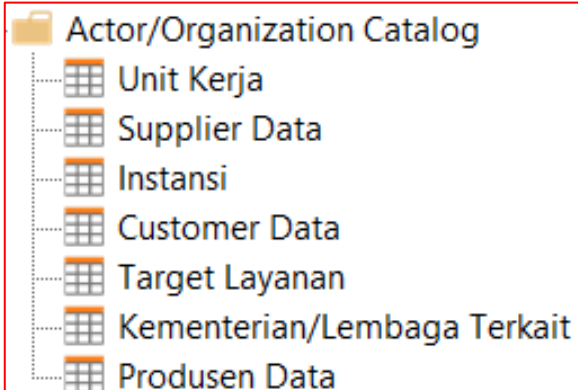 Actor/Organization Catalog
Unit Kerja
Supplier Data
Instansi
Customer Data
Target Layanan
Kementerian/Lembaga Terkait
Produsen Data